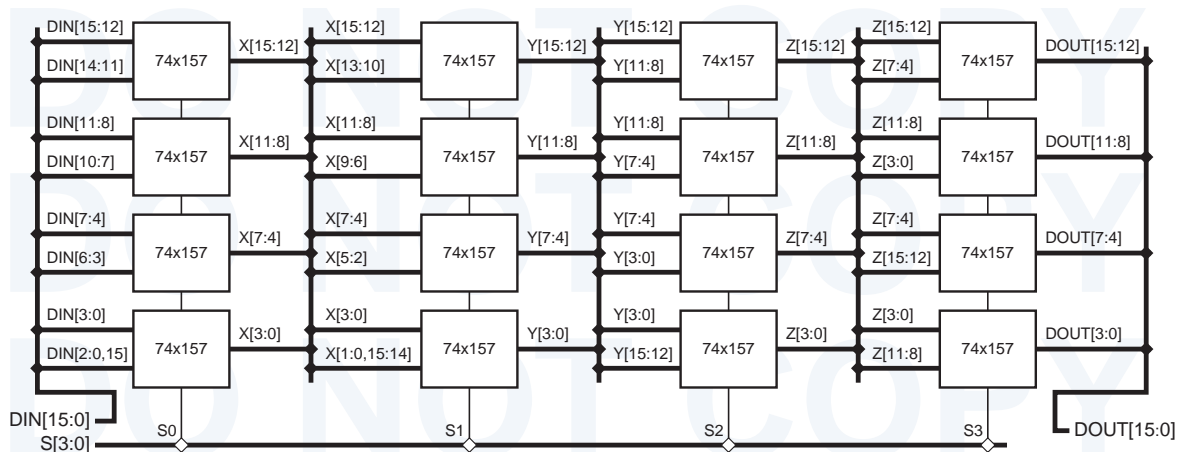 DO NOT COPY
DO NOT COPY
DO NOT COPY
DIN[15:12] X[15:12] Y[15:12] Z[15:12]
74x157 X[15:12] 74x157 Y[15:12] 74x157 Z[15:12] 74x157 DOUT[15:12]
DIN[14:11] X[13:10] Y[11:8] Z[7:4]
DIN[11:8] X[11:8] Y[11:8] Z[11:8]
74x157 X[11:8] 74x157 Y[11:8] 74x157 Z[11:8] 74x157 DOUT[11:8]
DIN[10:7] X[9:6] Y[7:4] Z[3:0]
DIN[7:4] X[7:4] Y[7:4] Z[7:4]
74x157 X[7:4] 74x157 Y[7:4] 74x157 Z[7:4] 74x157 DOUT[7:4]
DIN[6:3] X[5:2] Y[3:0] Z[15:12]
DIN[3:0] X[3:0] Y[3:0] Z[3:0]
74x157 X[3:0] 74x157 Y[3:0] 74x157 Z[3:0] 74x157 DOUT[3:0]
DIN[2:0,15] X[1:0,15:14] Y[15:12] Z[11:8]
DIN[15:0] S0 S1 S2 S3 DOUT[15:0]
S[3:0]